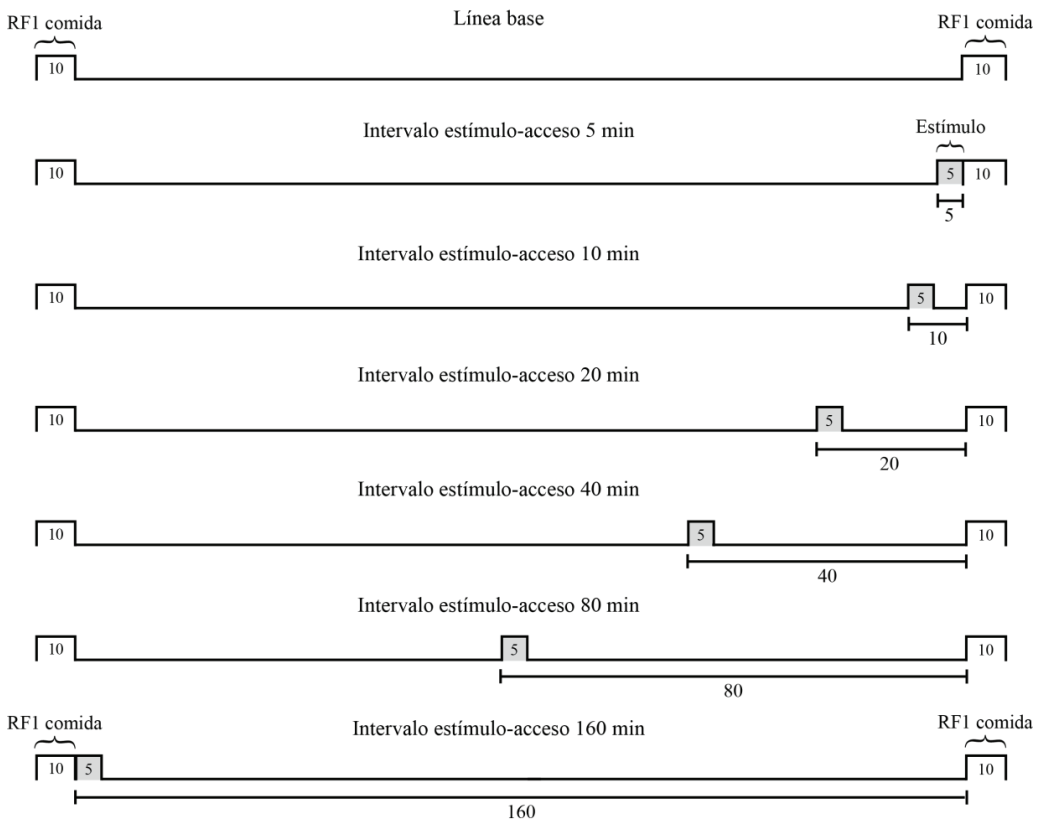 Línea base
RF1 comida RF1 comida
10 10
Intervalo estímulo-acceso 5 min
Estímulo
10 5 10
5
Intervalo estímulo-acceso 10 min
10 5 10
10
Intervalo estímulo-acceso 20 min
10 5 10
20
Intervalo estímulo-acceso 40 min
10 5 10
40
Intervalo estímulo-acceso 80 min
10 5 10
80
RF1 comida Intervalo estímulo-acceso 160 min RF1 comida
10 5 10
160